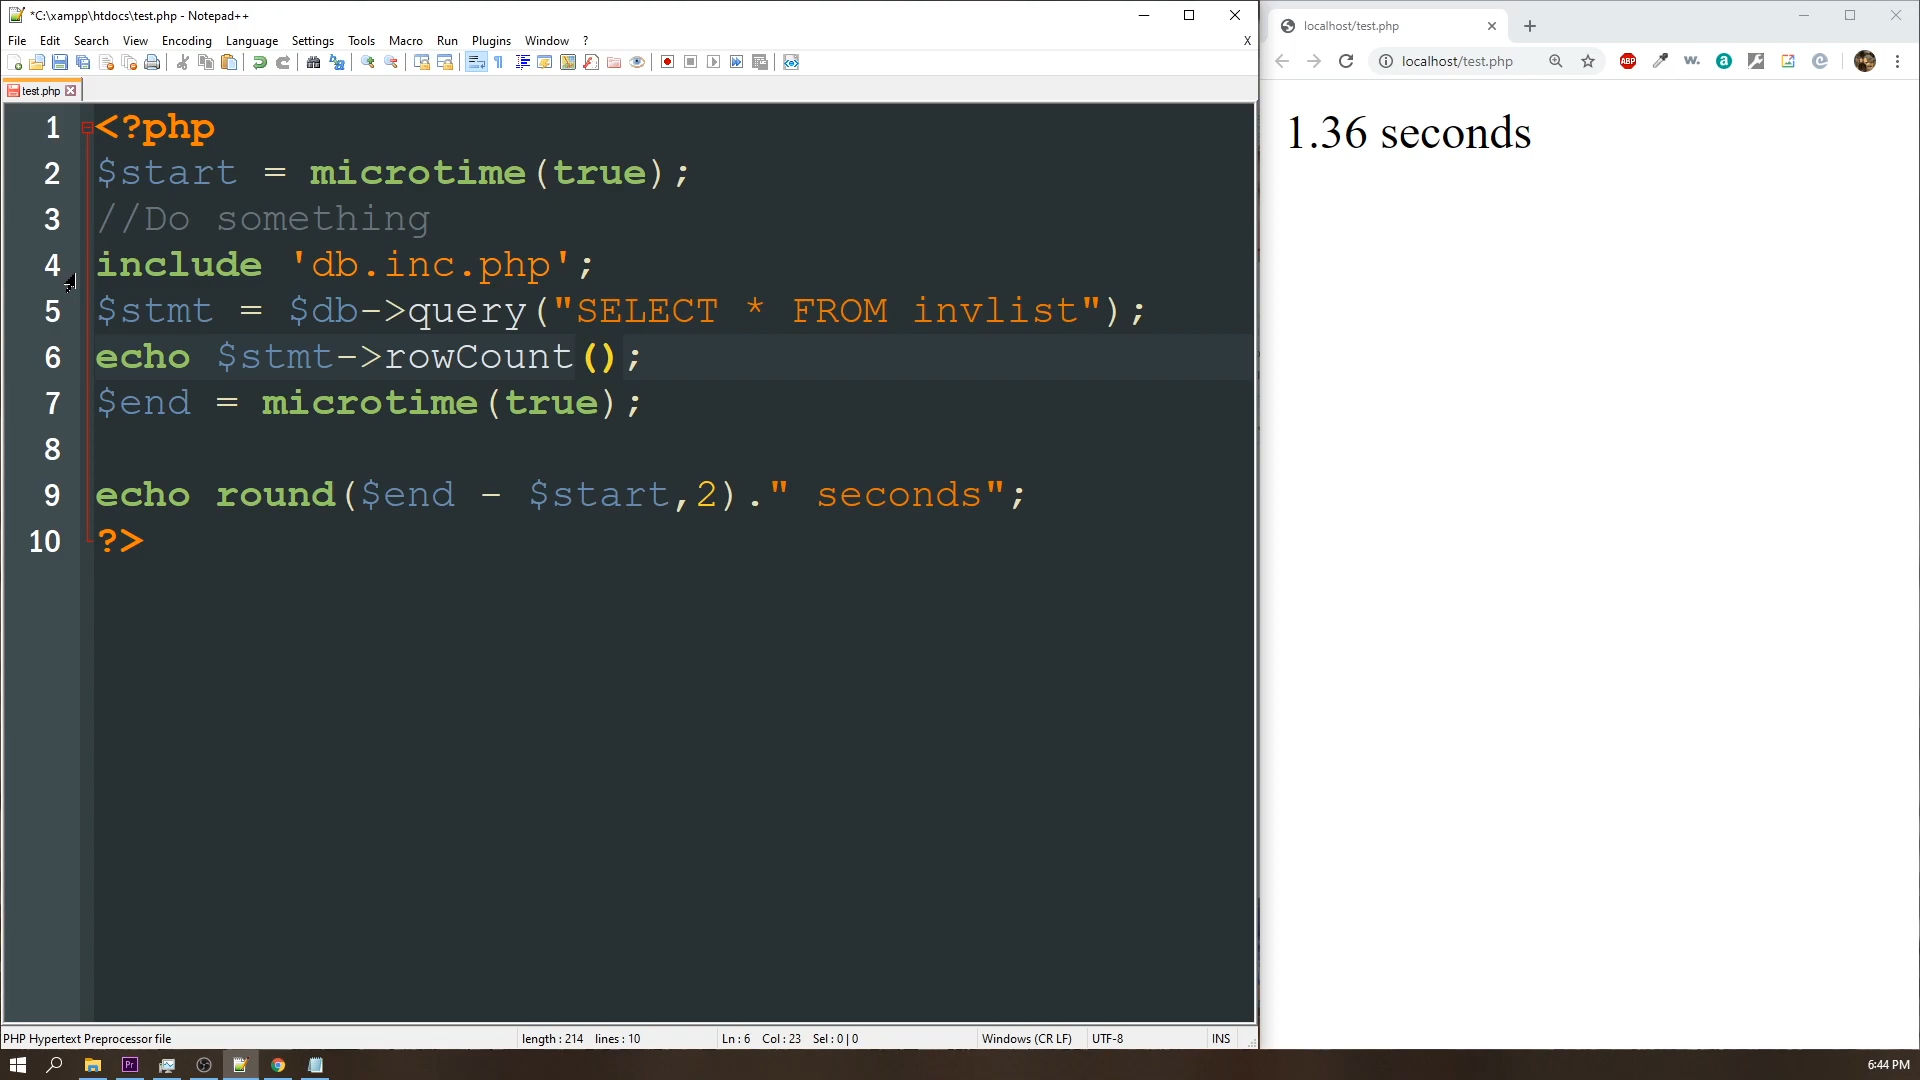 *C:\xampp\htdocs\test.php - Notepad++
File Edit Search View Encoding Language Settings Tools Macro Run Plugins Window ? X
test.php
1 <?php
2 $start = microtime(true);
3 //Do something
4 include 'db.inc.php';
5 $stmt = $db->query("SELECT * FROM invlist");
6 echo $stmt->rowCount();
7 $end = microtime(true);
8
9 echo round($end - $start,2)." seconds";
10 ?>
PHP Hypertext Preprocessor file length : 214 lines : 10 Ln : 6 Col : 23 Sel : 0 | 0 Windows (CR LF) UTF-8 INS
localhost/test.php
localhost/test.php
ABP
w.
a
1.36 seconds
Pr
6:44 PM